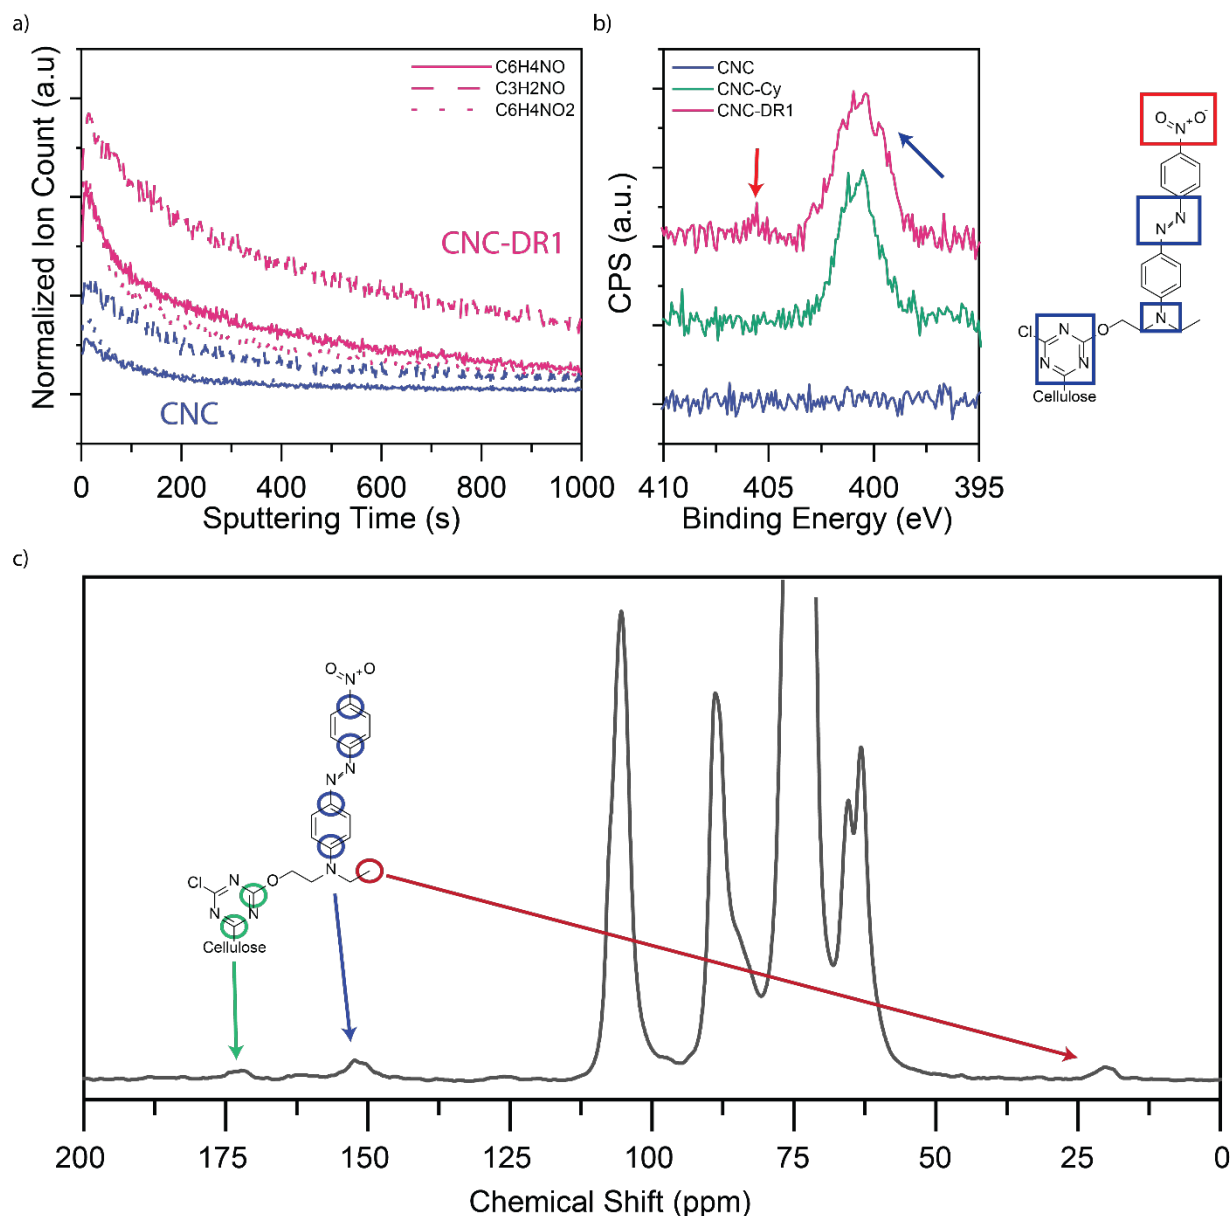 a)
Normalized Ion Count (a.u)
C6H4NO
C3H2NO
C6H4NO2
CNC-DR1
CNC
0 200 400 600 800 1000
Sputtering Time (s)
b)
CPS (a.u.)
CNC
CNC-Cy
CNC-DR1
410 405 400 395
Binding Energy (eV)
O N+ O-
N N
N
Cl N O
N N
Cellulose
c)
O N+ O
N N
N
Cl N O
N N
Cellulose
200 175 150 125 100 75 50 25 0
Chemical Shift (ppm)